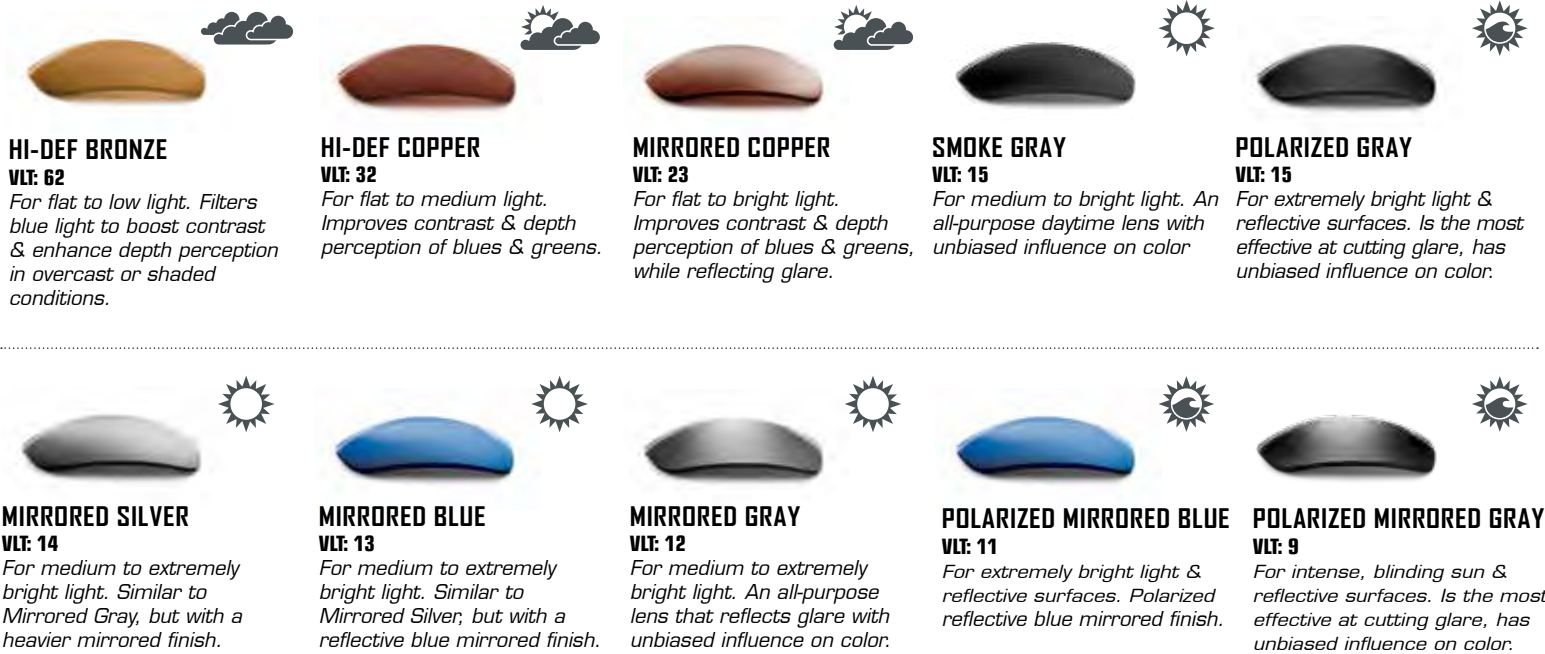 HI-DEF BRONZE
VLT: 62
For flat to low light. Filters
blue light to boost contrast
& enhance depth perception
in overcast or shaded
conditions.
HI-DEF COPPER
VLT: 32
For flat to medium light.
Improves contrast & depth
perception of blues & greens.
MIRRORED COPPER
VLT: 23
For flat to bright light.
Improves contrast & depth
perception of blues & greens,
while reflecting glare.
SMOKE GRAY
VLT: 15
For medium to bright light. An
all-purpose daytime lens with
unbiased influence on color
POLARIZED GRAY
VLT: 15
For extremely bright light &
reflective surfaces. Is the most
effective at cutting glare, has
unbiased influence on color.
MIRRORED SILVER
VLT: 14
For medium to extremely
bright light. Similar to
Mirrored Gray, but with a
heavier mirrored finish.
MIRRORED BLUE
VLT: 13
For medium to extremely
bright light. Similar to
Mirrored Silver, but with a
reflective blue mirrored finish.
MIRRORED GRAY
VLT: 12
For medium to extremely
bright light. An all-purpose
lens that reflects glare with
unbiased influence on color.
POLARIZED MIRRORED BLUE
VLT: 11
For extremely bright light &
reflective surfaces. Polarized
reflective blue mirrored finish.
POLARIZED MIRRORED GRAY
VLT: 9
For intense, blinding sun &
reflective surfaces. Is the most
effective at cutting glare, has
unbiased influence on color.